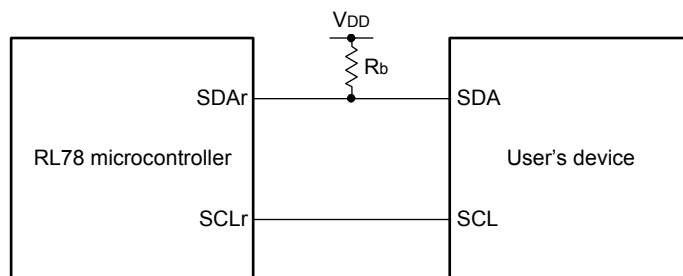 VDD
Rb
SDAr
SDA
RL78 microcontroller
User’s device
SCLr
SCL